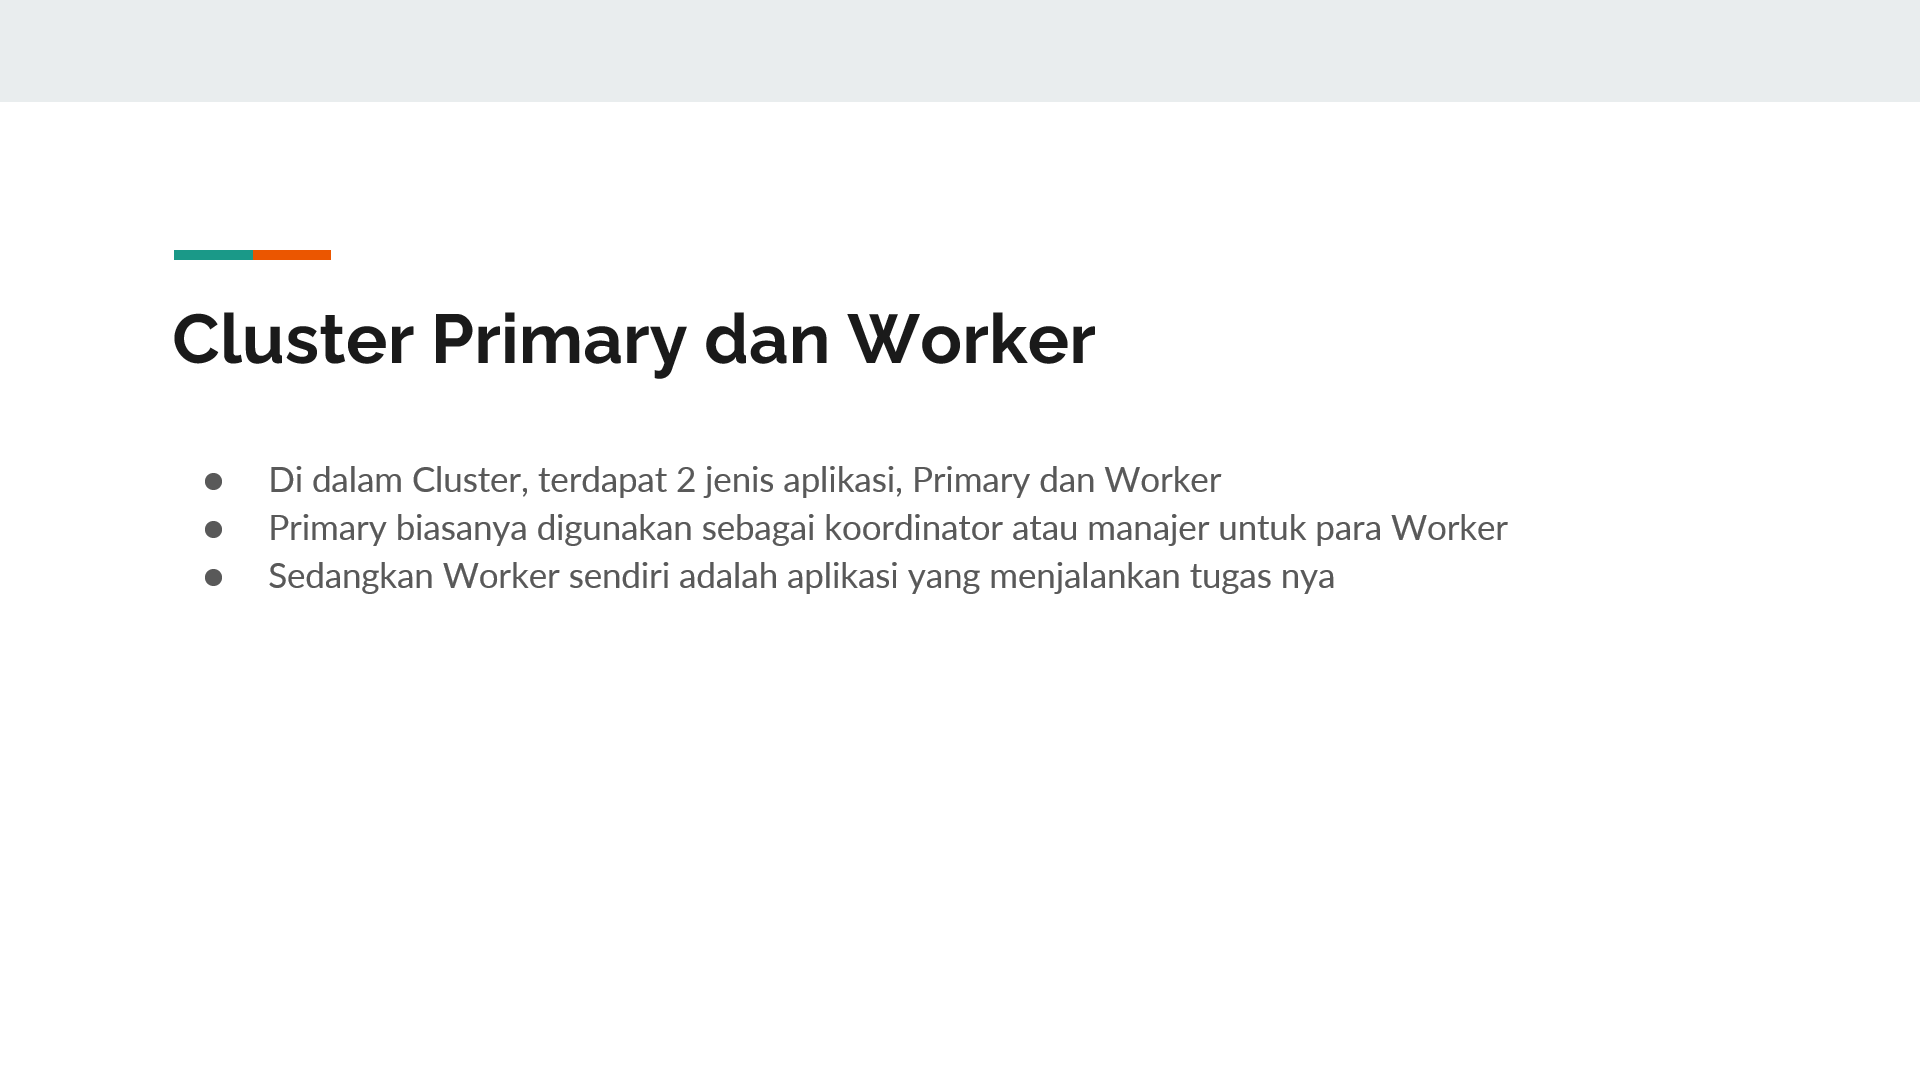 Cluster Primary dan Worker
● Di dalam Cluster, terdapat 2 jenis aplikasi, Primary dan Worker
● Primary biasanya digunakan sebagai koordinator atau manajer untuk para Worker
● Sedangkan Worker sendiri adalah aplikasi yang menjalankan tugas nya